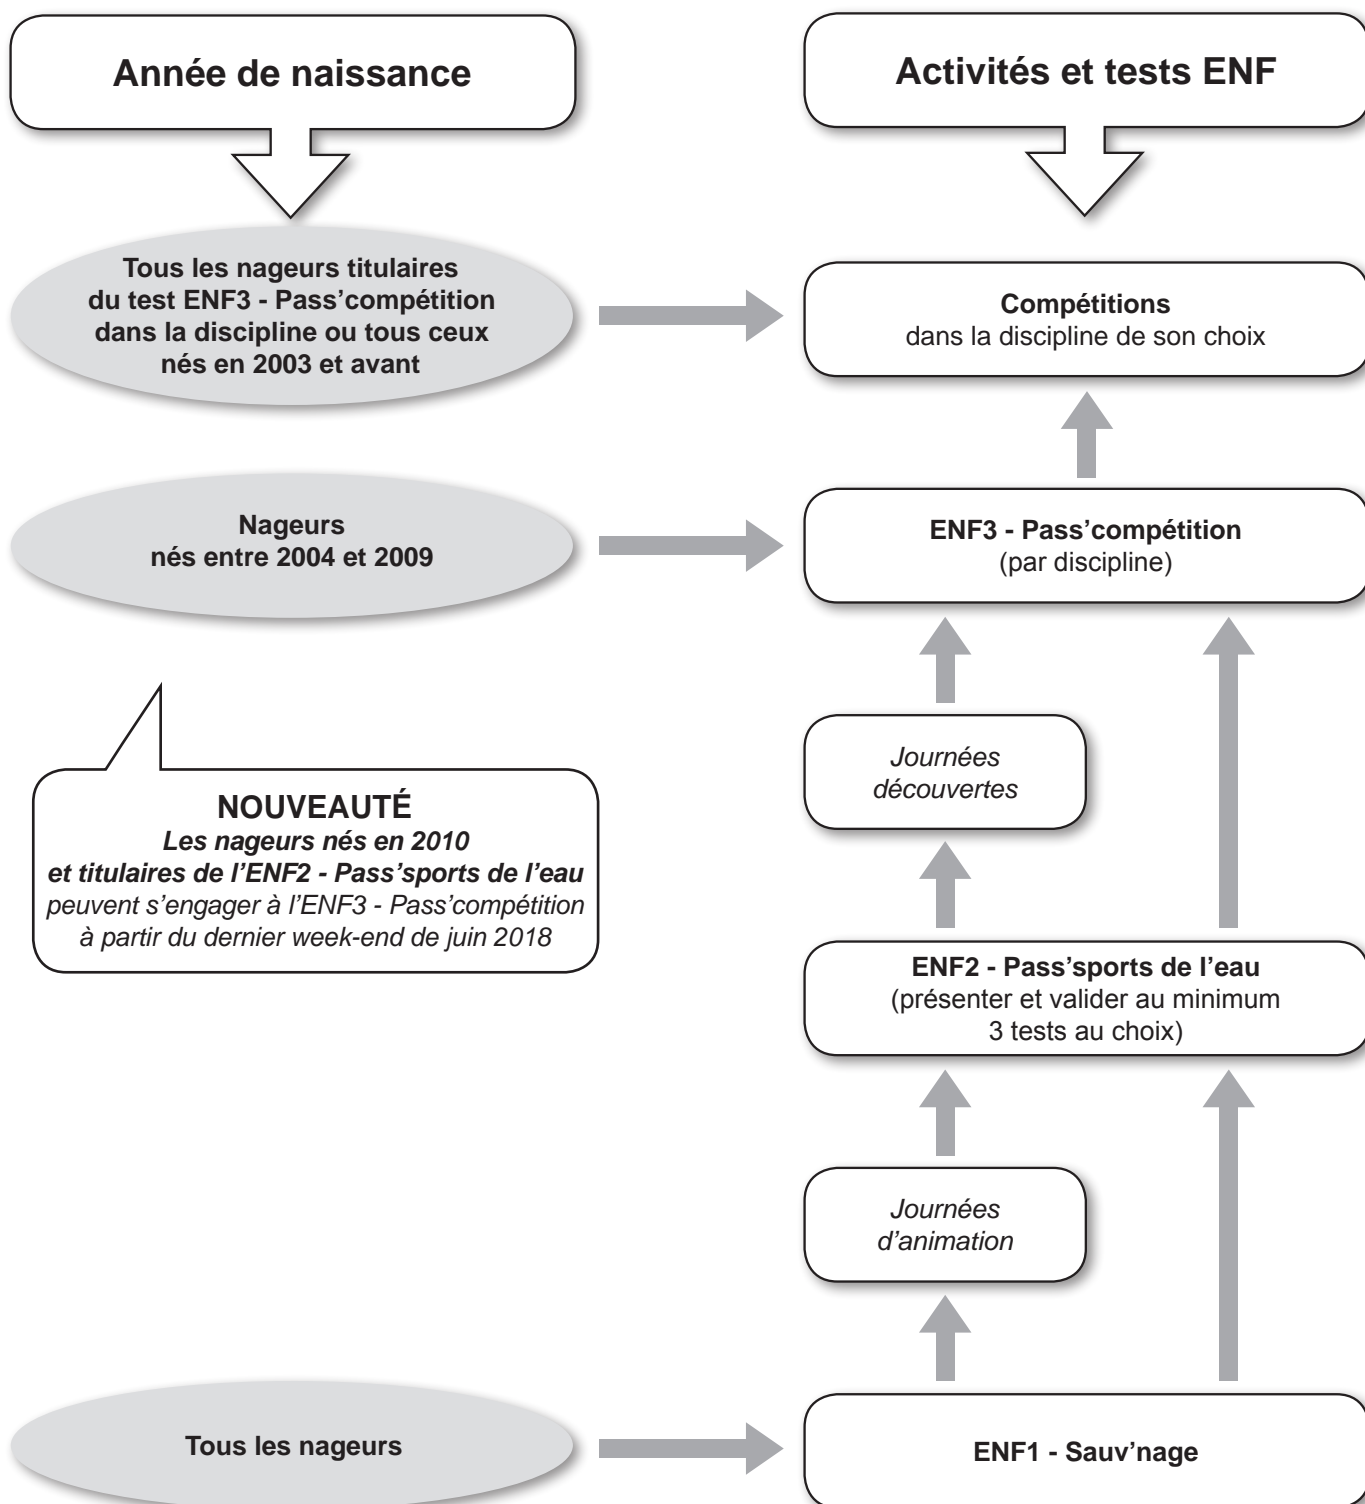 Année de naissance
Activités et tests ENF
Tous les nageurs titulaires
du test ENF3 - Pass’compétition
dans la discipline ou tous ceux
nés en 2003 et avant
Compétitions
dans la discipline de son choix
Nageurs
nés entre 2004 et 2009
ENF3 - Pass’compétition
(par discipline)
Journées
découvertes
NOUVEAUTÉ
Les nageurs nés en 2010
et titulaires de l’ENF2 - Pass’sports de l’eau
peuvent s’engager à l’ENF3 - Pass’compétition
à partir du dernier week-end de juin 2018
ENF2 - Pass’sports de l’eau
(présenter et valider au minimum
3 tests au choix)
Journées
d’animation
Tous les nageurs
ENF1 - Sauv’nage